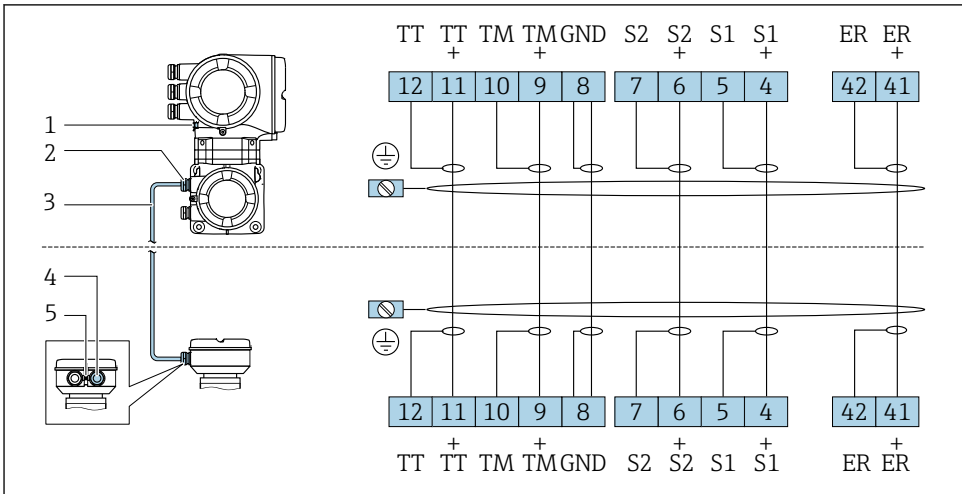 TT TT TM TM GND S2 S2 S1 S1 ER ER
+ + + + +
12 11 10 9 8 7 6 5 4 42 41
1
2
3
4
5
12 11 10 9 8 7 6 5 4 42 41
+ + + + +
TT TT TM TM GND S2 S2 S1 S1 ER ER